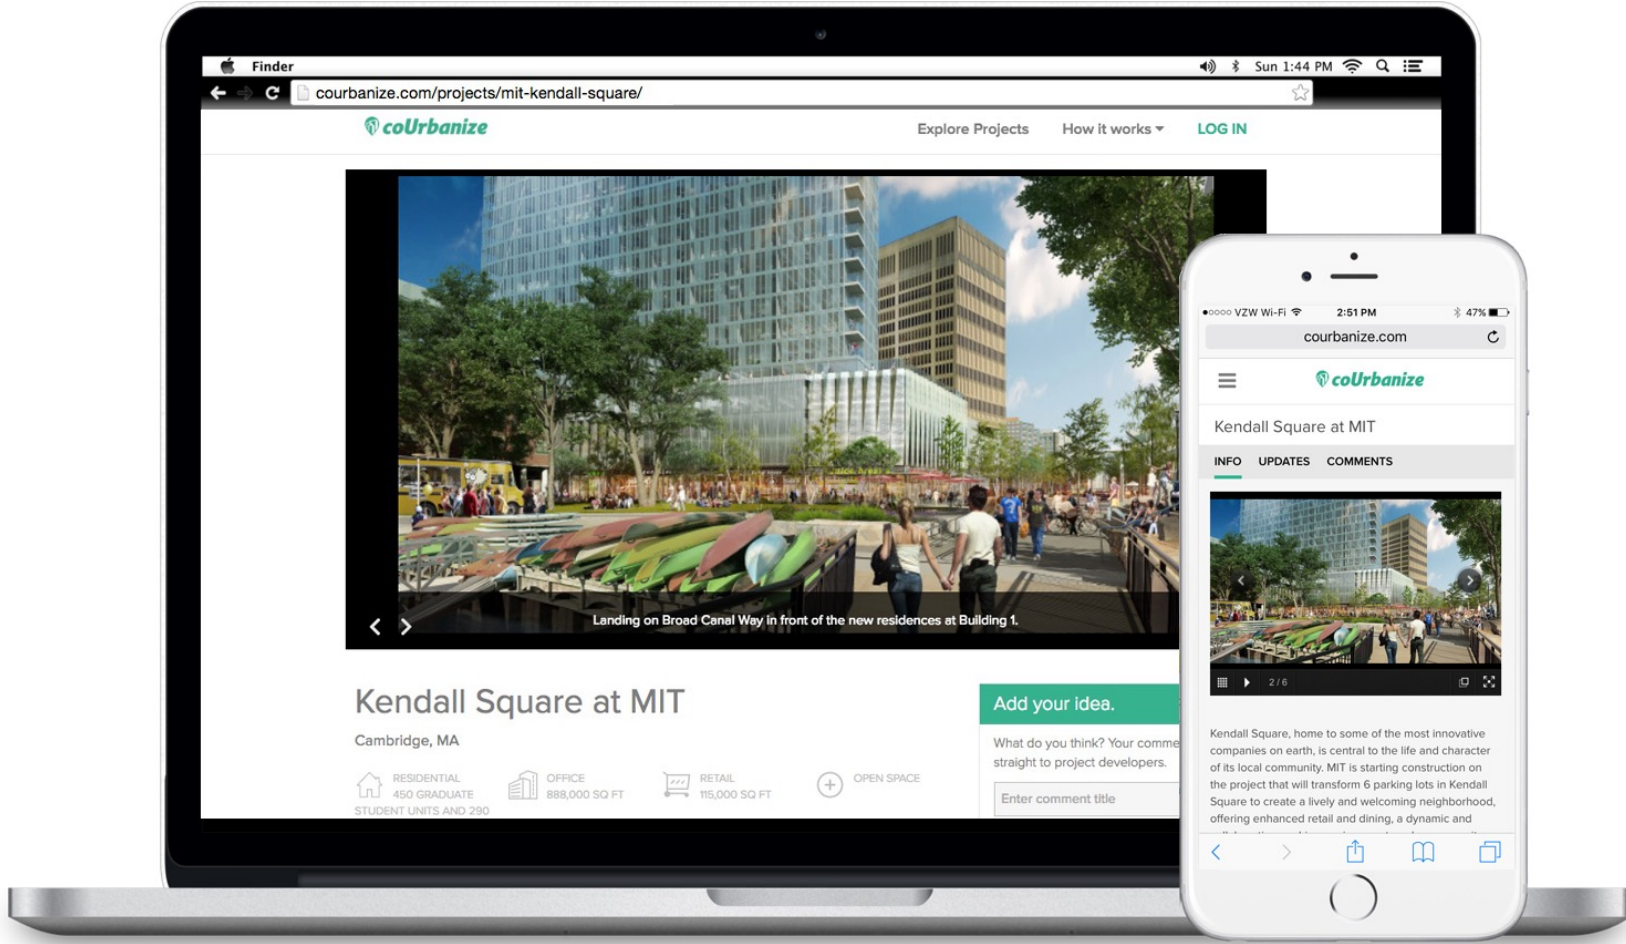 Finder
Sun 1:44 PM
courbanize.com/projects/mit-kendall-square/
coUrbanize
Explore Projects
How it works
LOG IN
Landing on Broad Canal Way in front of the new residences at Building 1.
Kendall Square at MIT
Cambridge, MA
RESIDENTIAL
450 GRADUATE
STUDENT UNITS AND 290
OFFICE
888,000 SQ FT
RETAIL
115,000 SQ FT
OPEN SPACE
Add your idea.
What do you think? Your comme
straight to project developers.
Enter comment title
VZW Wi-Fi
2:51 PM
47%
courbanize.com
coUrbanize
Kendall Square at MIT
INFO UPDATES COMMENTS
2/6
Kendall Square, home to some of the most innovative
companies on earth, is central to the life and character
of its local community. MIT is starting construction on
the project that will transform 6 parking lots in Kendall
Square to create a lively and welcoming neighborhood,
offering enhanced retail and dining, a dynamic and